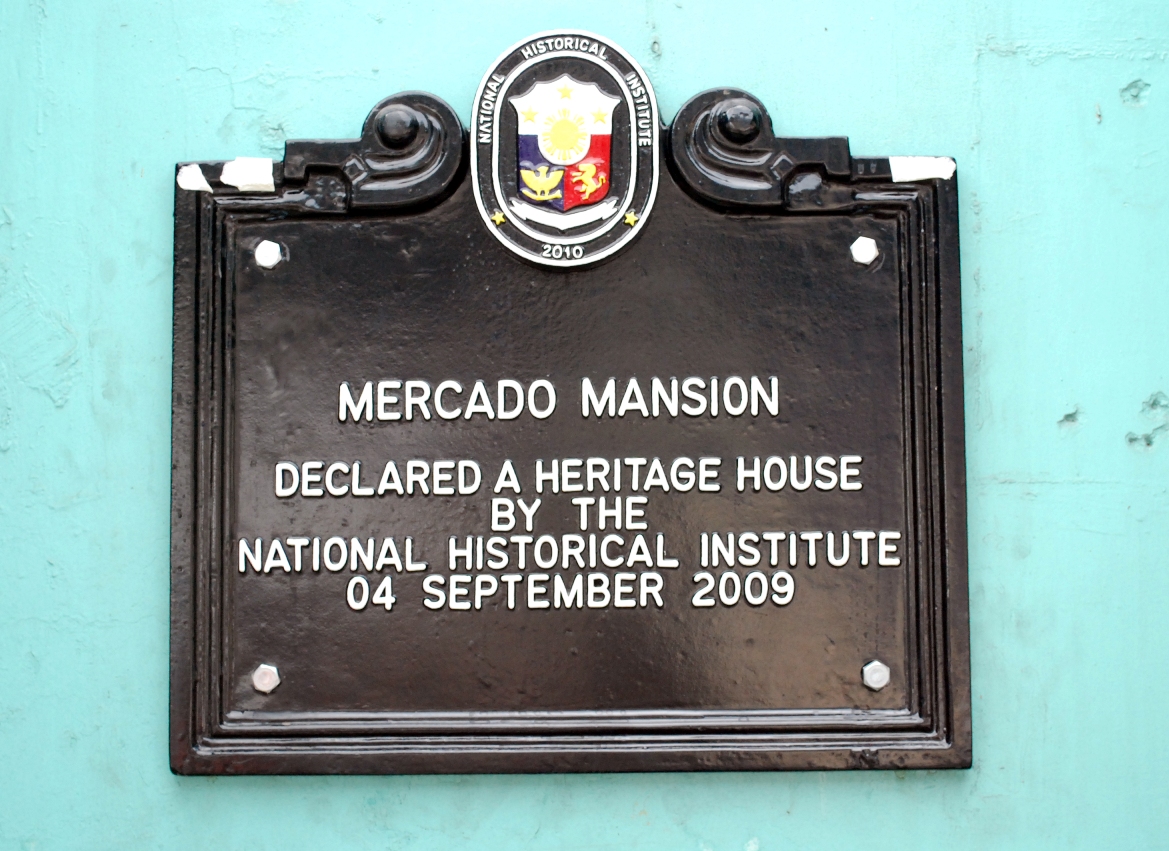 NATIONAL HISTORICAL INSTITUTE
2010
MERCADO MANSION
DECLARED A HERITAGE HOUSE
BY THE
NATIONAL HISTORICAL INSTITUTE
04 SEPTEMBER 2009